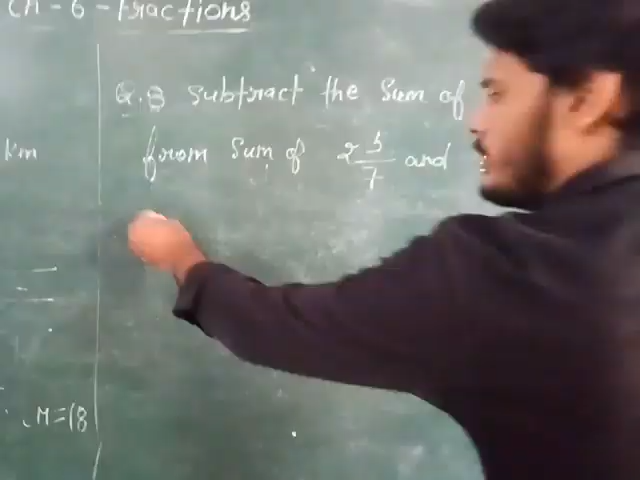 CH-6-Fractions
Q.8 Subtract the Sum of
from Sum of 2 5/7 and
Km
M=18